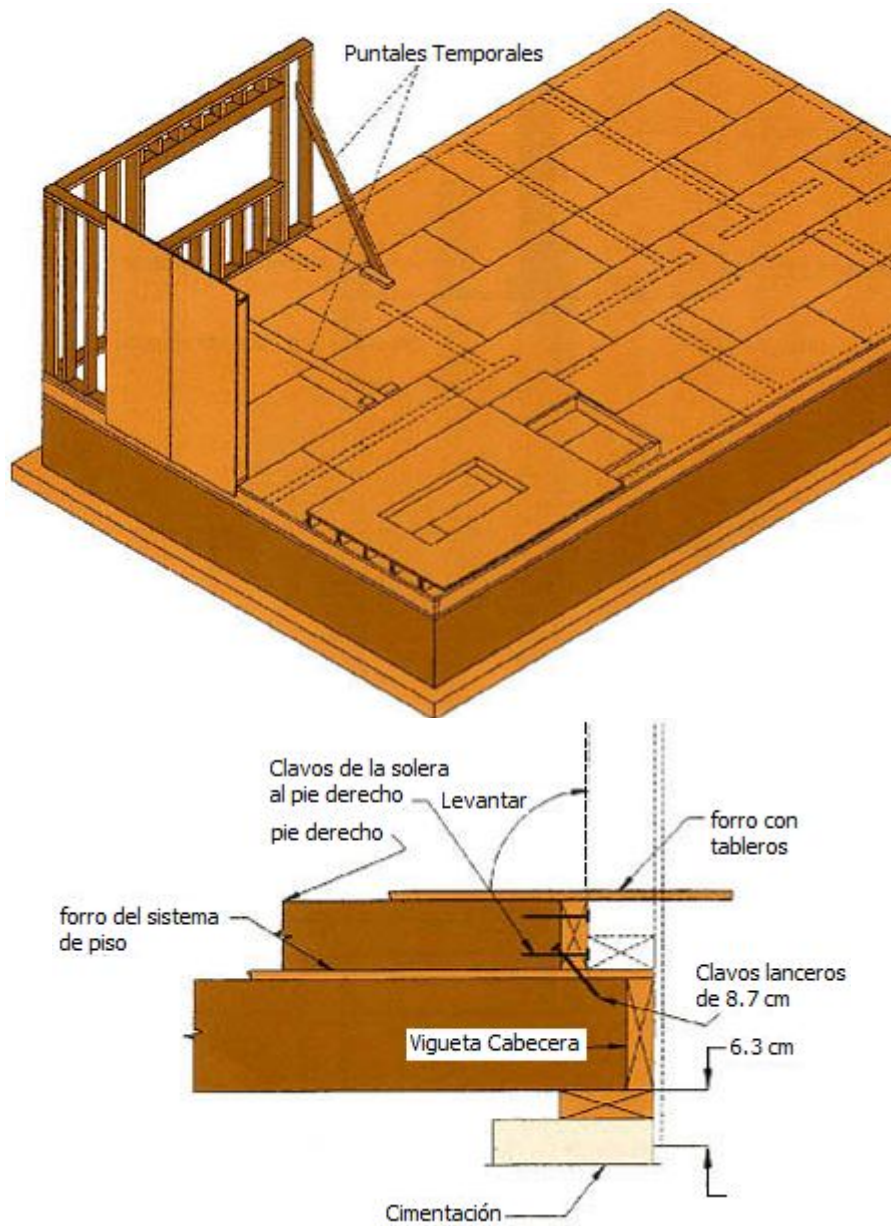 Puntales Temporales
Clavos de la solera
al pie derecho
Levantar
pie derecho
forro con
tableros
forro del sistema
de piso
Clavos lanceros
de 8.7 cm
Vigueta Cabecera
6.3 cm
Cimentación